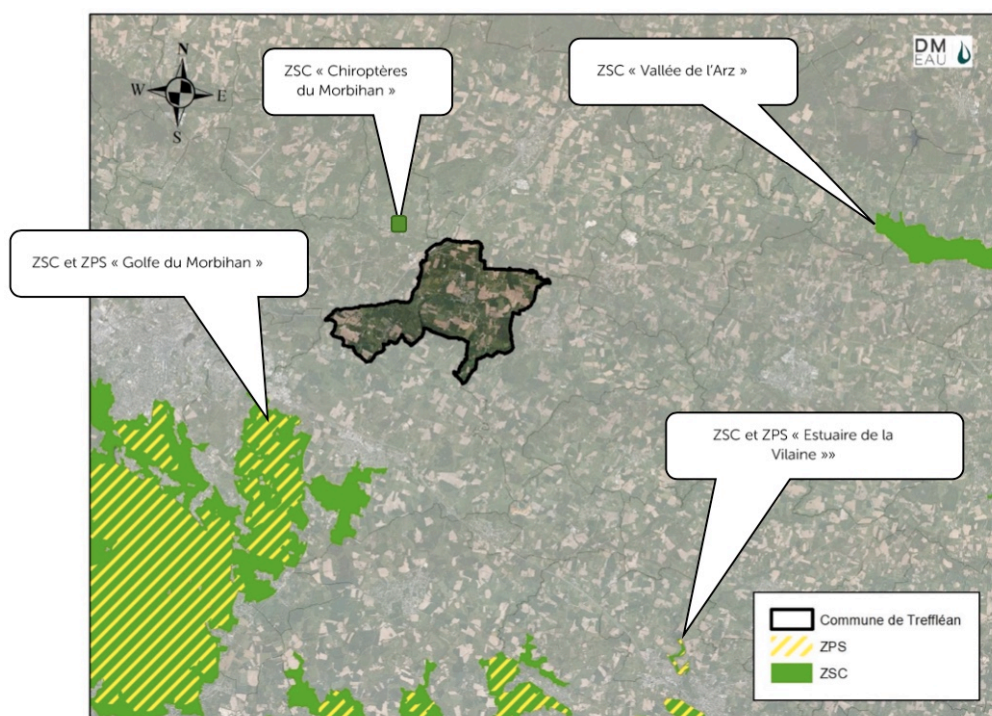 N
W E
S
ZSC « Chiroptères
du Morbihan »
ZSC « Vallée de l'Arz »
DM
EAU
ZSC et ZPS « Golfe du Morbihan »
ZSC et ZPS « Estuaire de la
Vilaine »»
Commune de Treffléan
ZPS
ZSC